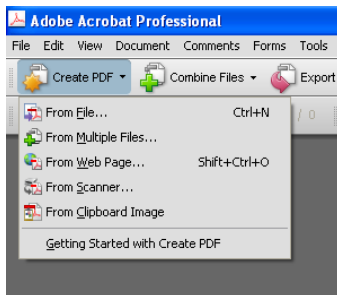 Adobe Acrobat Professional
File Edit View Document Comments Forms Tools
Create PDF Combine Files Export
From File... Ctrl+N / 0
From Multiple Files...
From Web Page... Shift+Ctrl+O
From Scanner...
From Clipboard Image
Getting Started with Create PDF